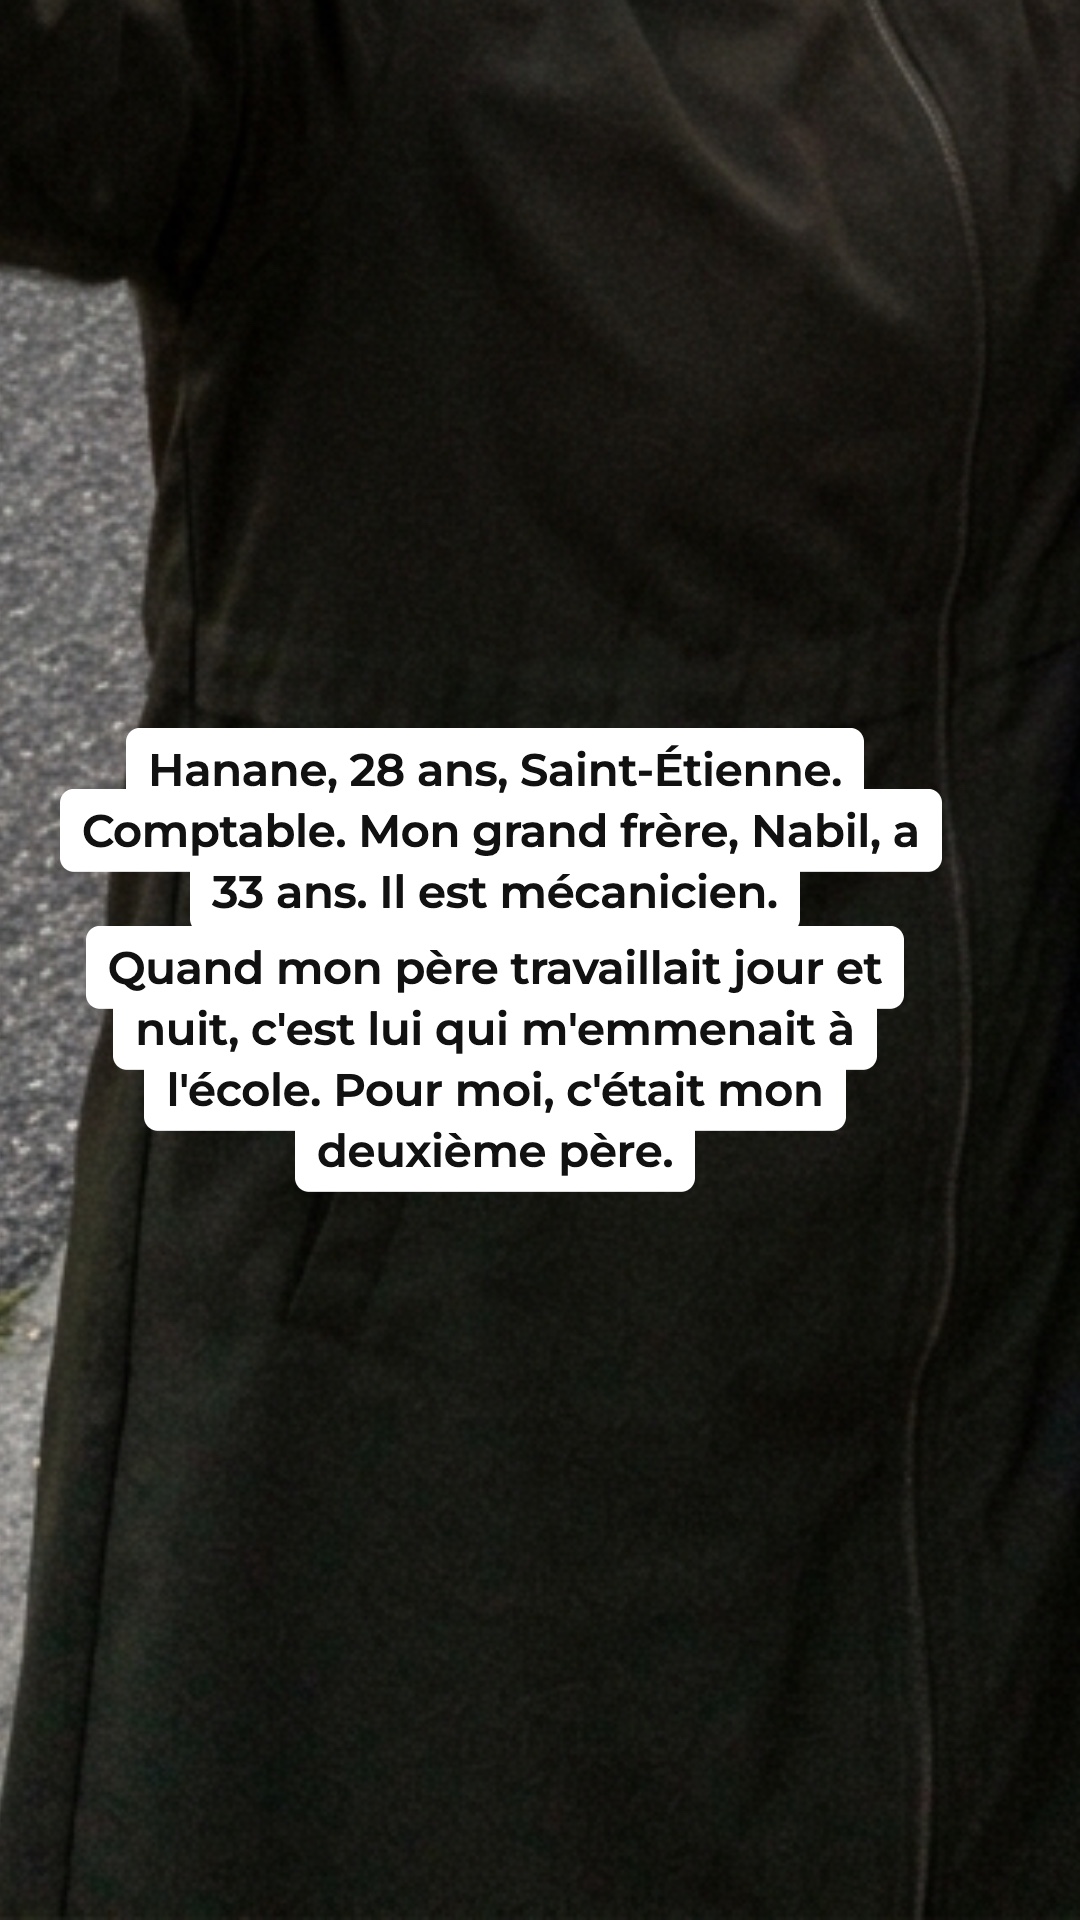 Hanane, 28 ans, Saint-Étienne.
Comptable. Mon grand frère, Nabil, a
33 ans. Il est mécanicien.
Quand mon père travaillait jour et
nuit, c'est lui qui m'emmenait à
l'école. Pour moi, c'était mon
deuxième père.